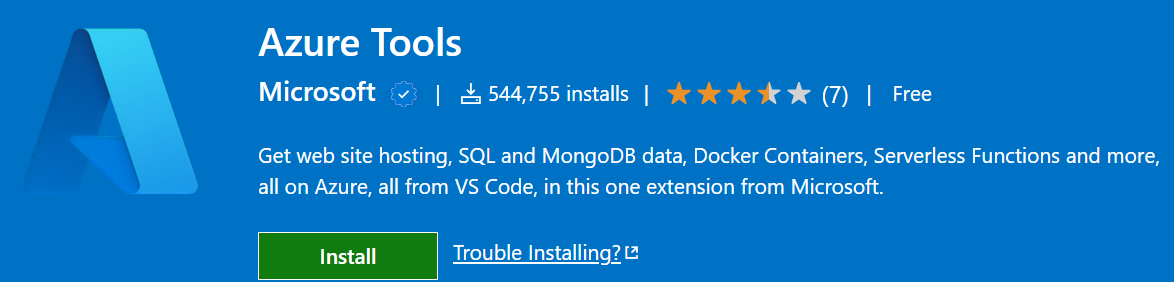 Azure Tools
Microsoft | 544,755 installs | (7) | Free
Get web site hosting, SQL and MongoDB data, Docker Containers, Serverless Functions and more,
all on Azure, all from VS Code, in this one extension from Microsoft.
Install Trouble Installing?